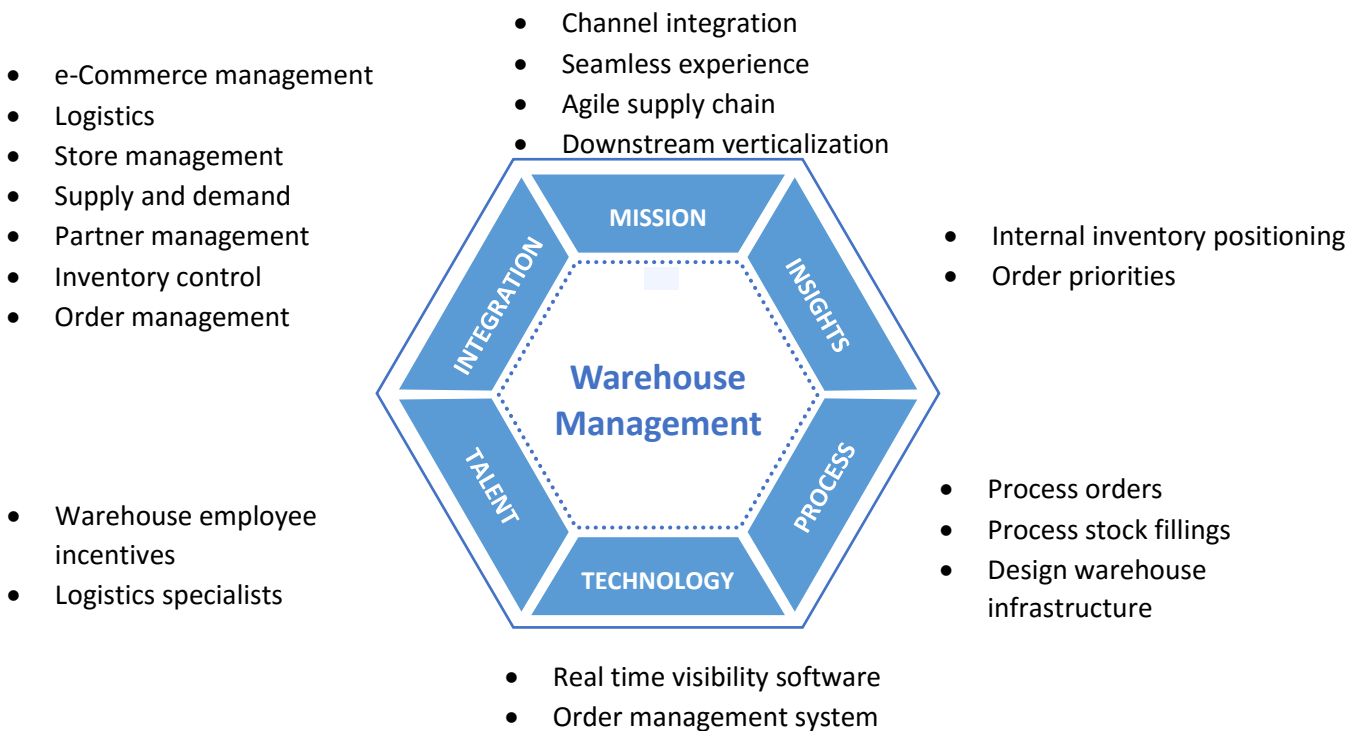 • Channel integration
• Seamless experience
• Agile supply chain
• Downstream verticalization
• e-Commerce management
• Logistics
• Store management
• Supply and demand
• Partner management
• Inventory control
• Order management
MISSION
INTEGRATION
INSIGHTS
• Internal inventory positioning
• Order priorities
Warehouse
Management
TALENT
PROCESS
TECHNOLOGY
• Warehouse employee
incentives
• Logistics specialists
• Process orders
• Process stock fillings
• Design warehouse
infrastructure
• Real time visibility software
• Order management system